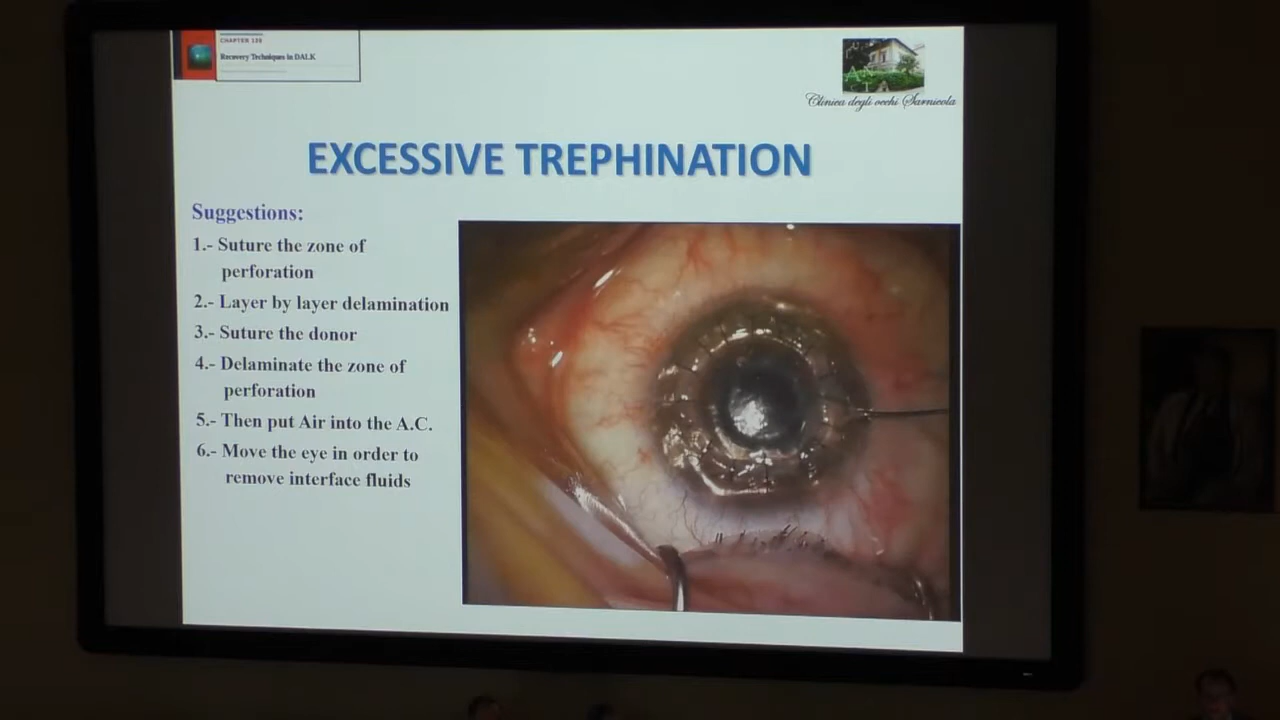 CHAPTER 130
Recovery Techniques in DALK
Clinica degli occhi Sarnicola
EXCESSIVE TREPHINATION
Suggestions:
1.- Suture the zone of
perforation
2.- Layer by layer delamination
3.- Suture the donor
4.- Delaminate the zone of
perforation
5.- Then put Air into the A.C.
6.- Move the eye in order to
remove interface fluids